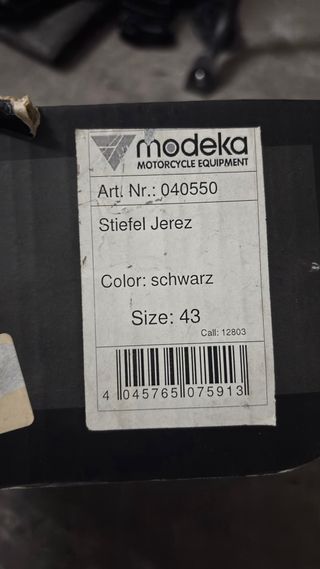 modeka
MOTORCYCLE EQUIPMENT
Art. Nr.: 040550
Stiefel Jerez
Color: schwarz
Size: 43
Call: 12803
4 045765 075913